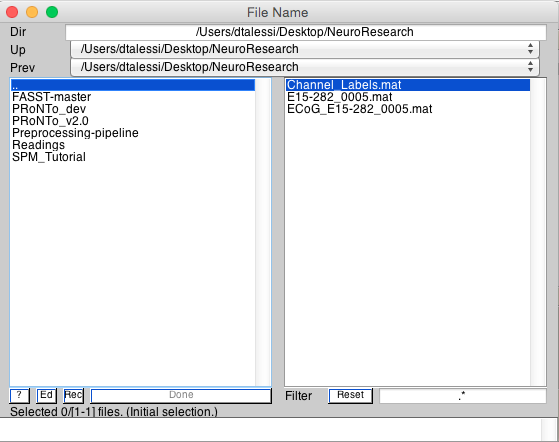 File Name
Dir /Users/dtalessi/Desktop/NeuroResearch
Up /Users/dtalessi/Desktop/NeuroResearch
Prev /Users/dtalessi/Desktop/NeuroResearch
..
FASST-master
PRoNTo_dev
PRoNTo_v2.0
Preprocessing-pipeline
Readings
SPM_Tutorial
Channel_Labels.mat
E15-282_0005.mat
ECoG_E15-282_0005.mat
? Ed Rec Done Filter Reset .*
Selected 0/[1-1] files. (Initial selection.)